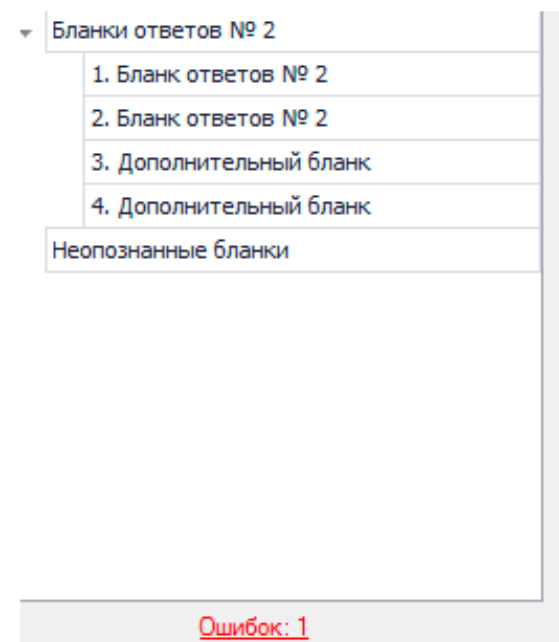 Бланки ответов № 2
1. Бланк ответов № 2
2. Бланк ответов № 2
3. Дополнительный бланк
4. Дополнительный бланк
Неопознанные бланки
Ошибок: 1